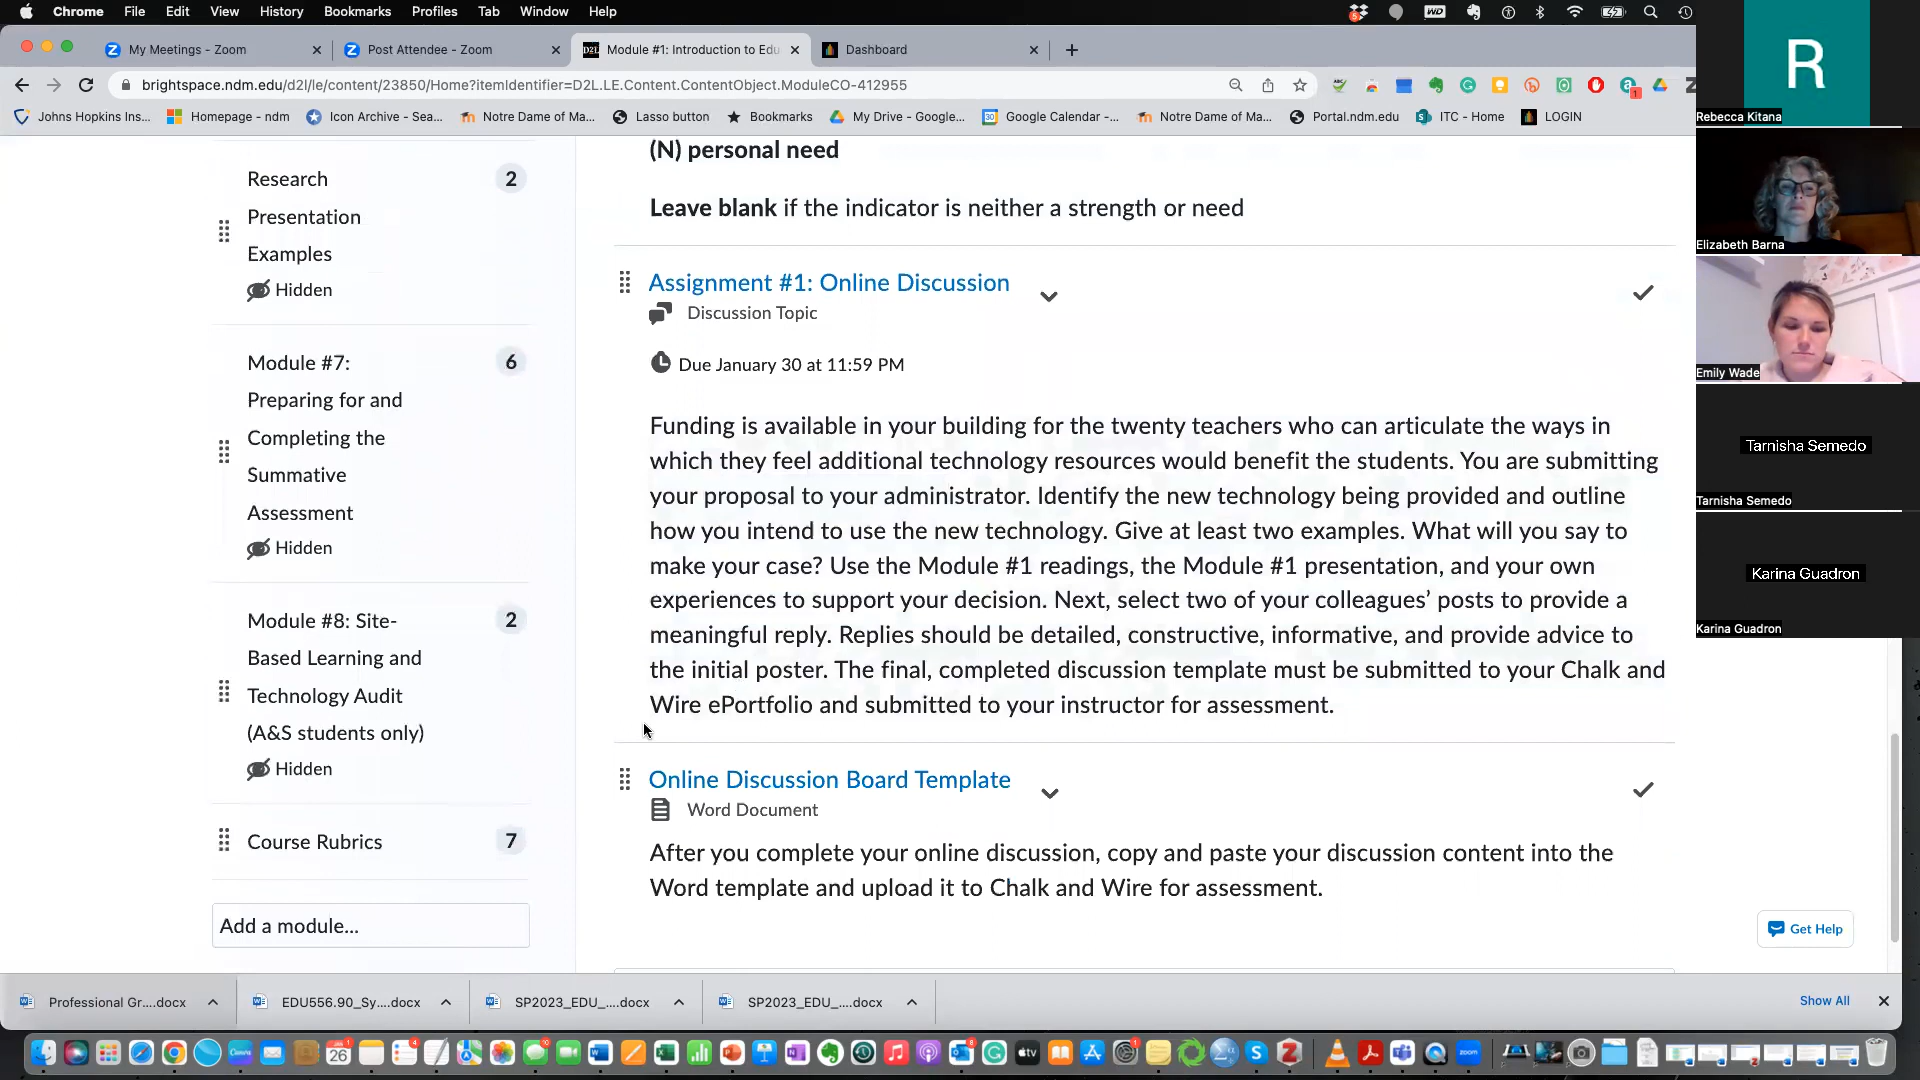 Chrome File Edit View History Bookmarks Profiles Tab Window Help
My Meetings - Zoom
Post Attendee - Zoom
Module #1: Introduction to Edu
Dashboard
brightspace.ndm.edu/d2l/le/content/23850/Home?itemIdentifier=D2L.LE.Content.ContentObject.ModuleCO-412955
Johns Hopkins Ins...
Homepage - ndm
Icon Archive - Sea...
Notre Dame of Ma...
Lasso button
Bookmarks
My Drive - Google...
Google Calendar -...
Notre Dame of Ma...
Portal.ndm.edu
ITC - Home
LOGIN
Research
Presentation
Examples
2
Hidden
Module #7:
Preparing for and
Completing the
Summative
Assessment
6
Hidden
Module #8: Site-
Based Learning and
Technology Audit
(A&S students only)
2
Hidden
Course Rubrics
7
Add a module...
(N) personal need
Leave blank if the indicator is neither a strength or need
Assignment #1: Online Discussion
Discussion Topic
Due January 30 at 11:59 PM
Funding is available in your building for the twenty teachers who can articulate the ways in
which they feel additional technology resources would benefit the students. You are submitting
your proposal to your administrator. Identify the new technology being provided and outline
how you intend to use the new technology. Give at least two examples. What will you say to
make your case? Use the Module #1 readings, the Module #1 presentation, and your own
experiences to support your decision. Next, select two of your colleagues’ posts to provide a
meaningful reply. Replies should be detailed, constructive, informative, and provide advice to
the initial poster. The final, completed discussion template must be submitted to your Chalk and
Wire ePortfolio and submitted to your instructor for assessment.
Online Discussion Board Template
Word Document
After you complete your online discussion, copy and paste your discussion content into the
Word template and upload it to Chalk and Wire for assessment.
Get Help
R
Rebecca Kitana
Elizabeth Barna
Emily Wade
Tarnisha Semedo
Tarnisha Semedo
Karina Guadron
Karina Guadron
Professional Gr....docx
EDU556.90_Sy....docx
SP2023_EDU_....docx
SP2023_EDU_....docx
Show All